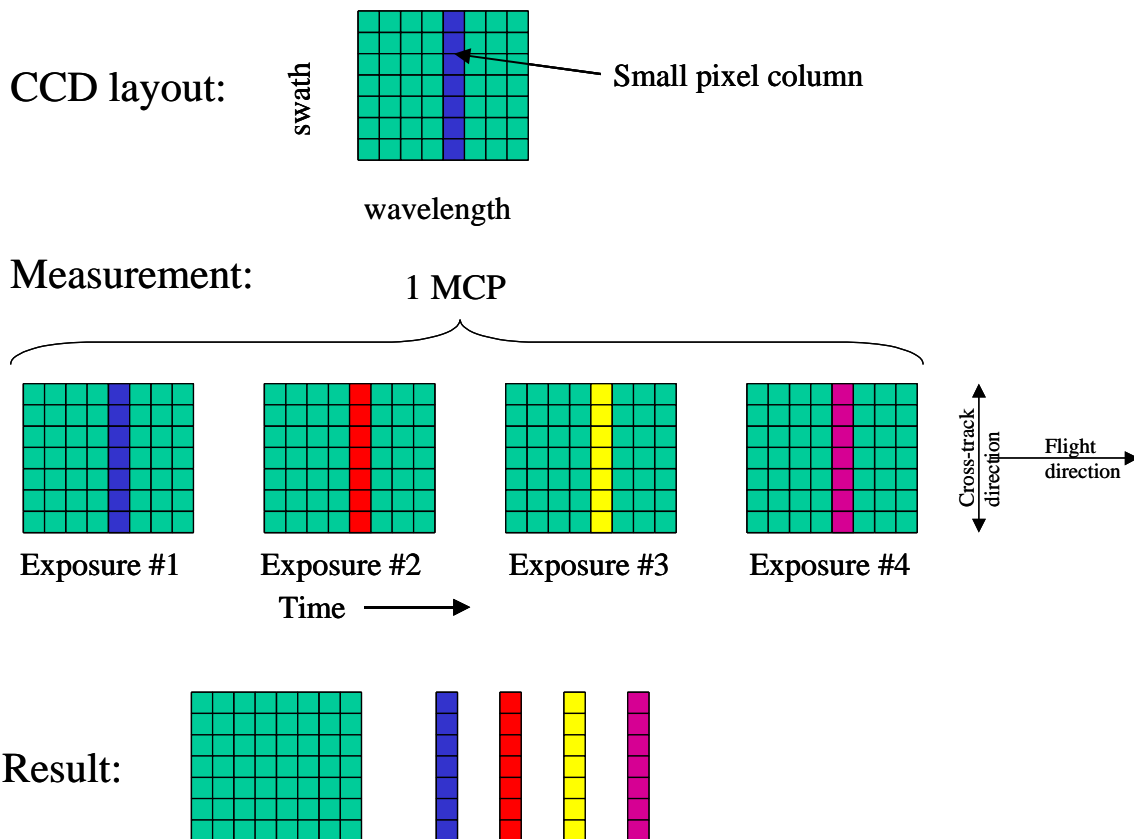 CCD layout:
swath
Small pixel column
wavelength
Measurement:
1 MCP
Exposure #1
Exposure #2
Exposure #3
Exposure #4
Cross-track
direction
Flight
direction
Time
Result: